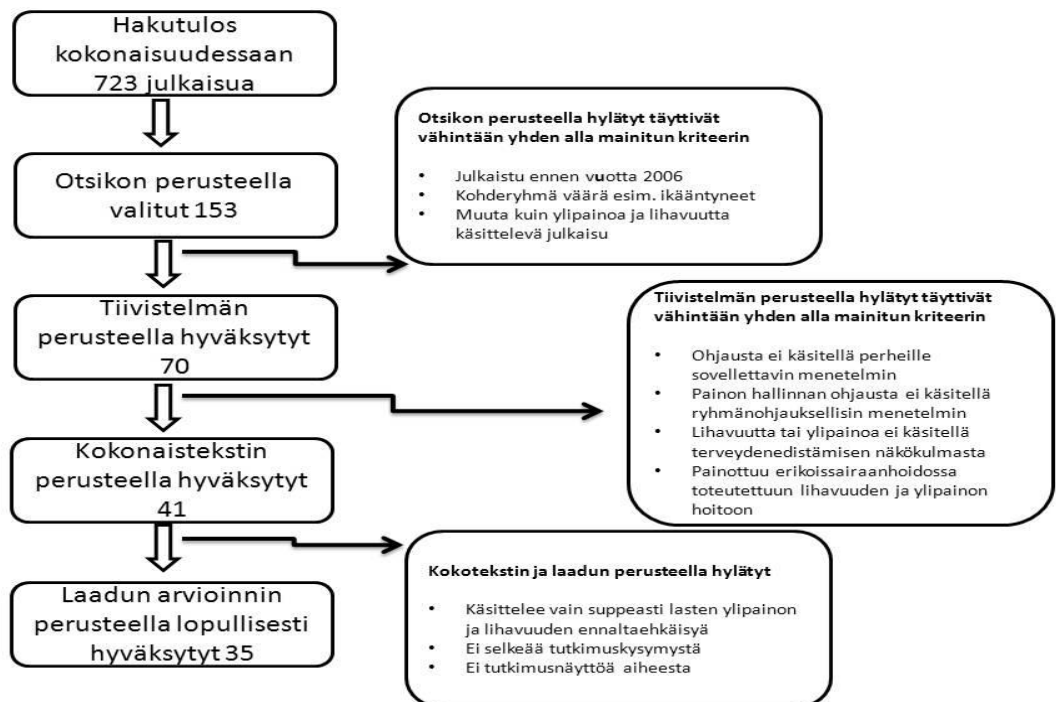 Hakutulos
kokonaisuudessaan
723 julkaisua
Otsikon perusteella
valitut 153
Otsikon perusteella hylätyt täyttivät
vähintään yhden alla mainitun kriteerin
• Julkaistu ennen vuotta 2006
• Kohderyhmä väärä esim. ikääntyneet
• Muuta kuin ylipainoa ja lihavuutta
käsittelevä julkaisu
Tiivistelmän
perusteella hyväksytyt
70
Tiivistelmän perusteella hylätyt täyttivät
vähintään yhden alla mainitun kriteerin
• Ohjausta ei käsitellä perheille
sovellettavin menetelmin
• Painon hallinnan ohjausta ei käsitellä
ryhmänohjauksellisin menetelmin
• Lihavuutta tai ylipainoa ei käsitellä
terveydenedistämisen näkökulmasta
• Painottuu erikoissairaanhoidossa
toteutettuun lihavuuden ja ylipainon
hoitoon
Kokonaistekstin
perusteella hyväksytyt
41
Kokotekstin ja laadun perusteella hylätyt
• Käsittelee vain suppeasti lasten ylipainon
ja lihavuuden ennaltaehkäisyä
• Ei selkeää tutkimuskysymystä
• Ei tutkimusnäyttöä aiheesta
Laadun arvioinnin
perusteella lopullisesti
hyväksytyt 35